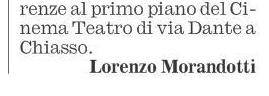 renze al primo piano del Ci-
nema Teatro di via Dante a
Chiasso.
Lorenzo Morandotti